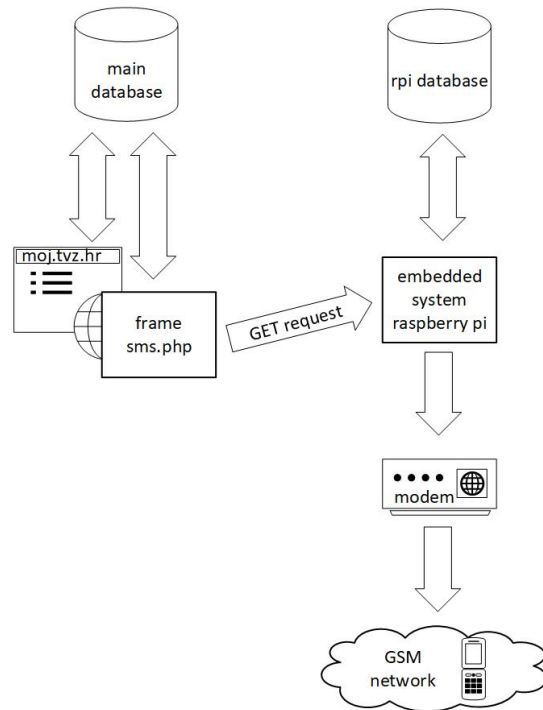 main
database
rpi database
moj.tvz.hr
frame
sms.php
GET request
embedded
system
raspberry pi
modem
GSM
network